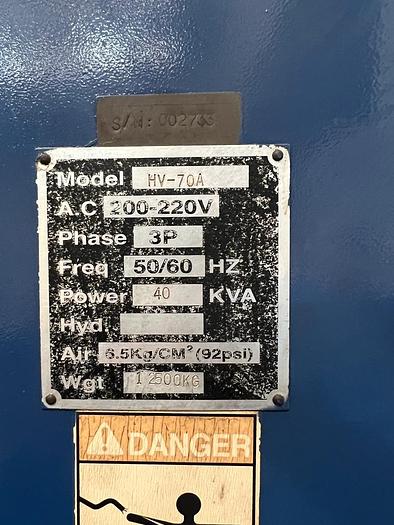 S/N: 002733
Model HV-70A
A.C 200-220V
Phase 3P
Freq 50/60 HZ
Power 40 KVA
Hyd
Air 6.5Kg/CM² (92psi)
Wgt 12500KG
DANGER